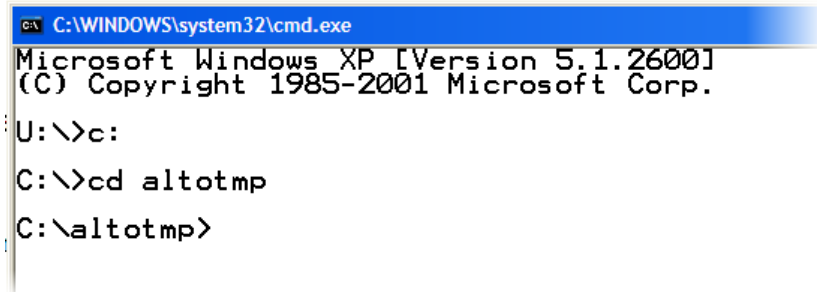 C:\WINDOWS\system32\cmd.exe
Microsoft Windows XP [Version 5.1.2600]
(C) Copyright 1985-2001 Microsoft Corp.
U:\>c:
C:\>cd altotmp
C:\altotmp>